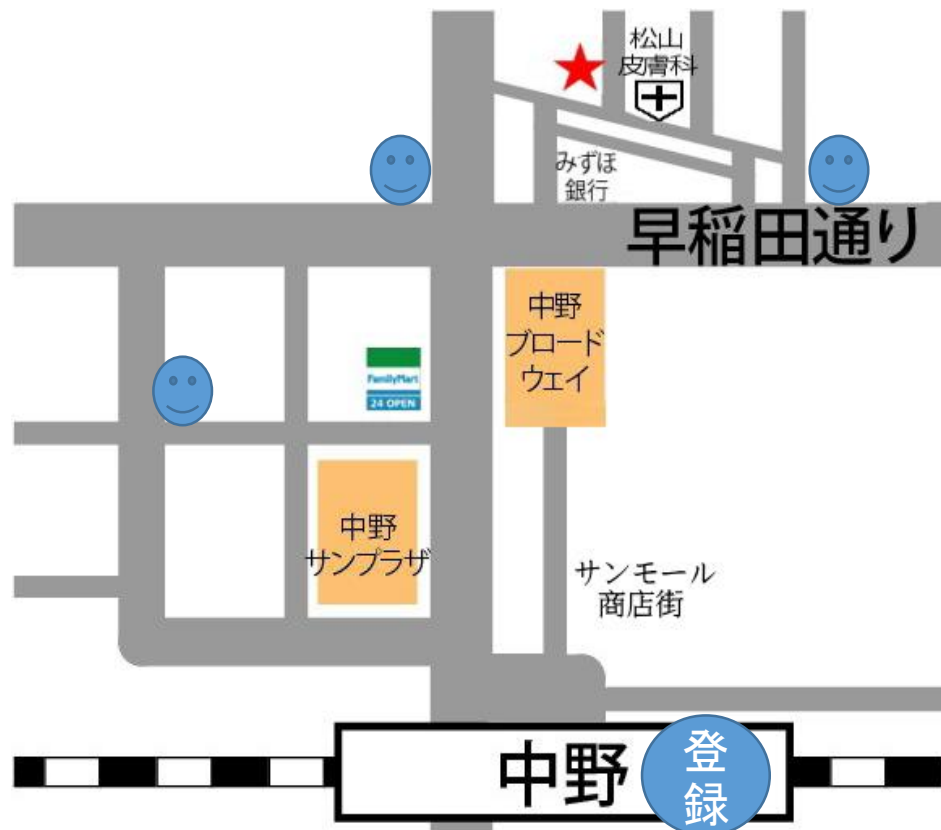 松山
皮膚科
みずほ
銀行
早稲田通り
中野
ブロード
ウェイ
FamilyMart
24 OPEN
中野
サンプラザ
サンモール
商店街
中野
登
録